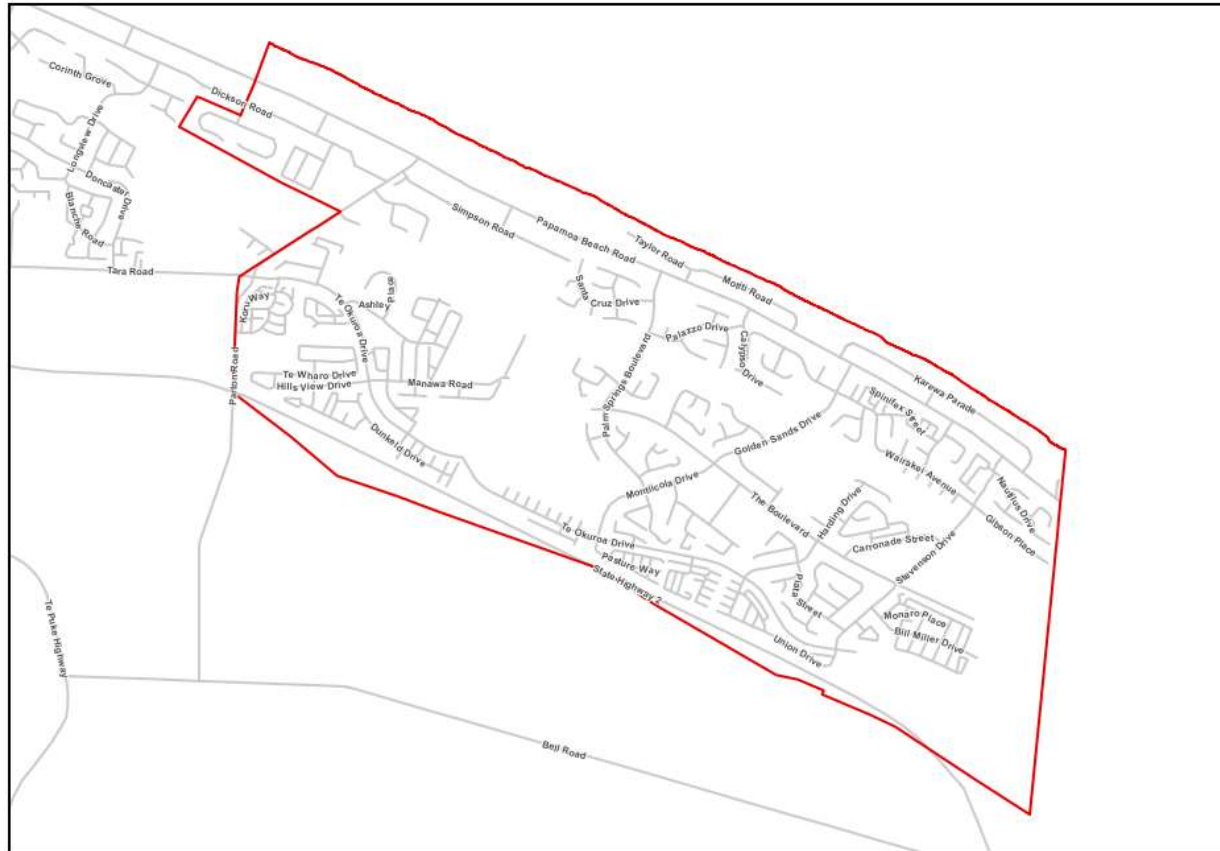 Corinth Grove
Dickson Road
Longview Drive
Doncaster Drive
Blanche Road
Tara Road
Simpson Road
Papamoa Beach Road
Taylor Road
Motiti Road
Koru Way
Ashley Place
Te Okuroa Drive
Santa Cruz Drive
Palazzo Drive
Calypso Drive
Palm Springs Boulevard
Parton Road
Te Wharo Drive
Hills View Drive
Manawa Road
Karewa Parade
Spinifex Street
Dunkeld Drive
Golden Sands Drive
Wairakei Avenue
Monticola Drive
Nautilus Drive
The Boulevard
Harding Drive
Gibson Place
Te Okuroa Drive
Carronade Street
Stevenson Drive
Pasture Way
State Highway 2
Plata Street
Monaro Place
Bill Miller Drive
Union Drive
Te Puke Highway
Bell Road